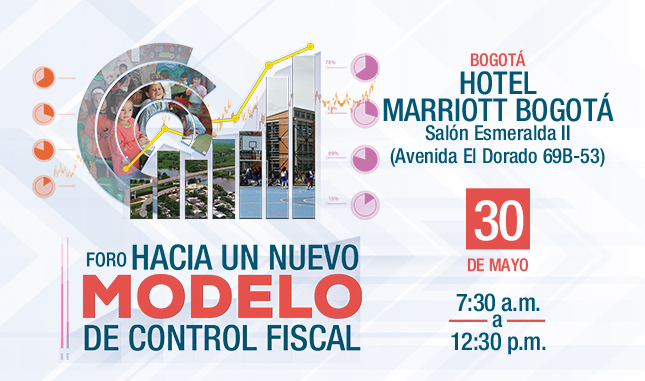 FORO HACIA UN NUEVO
MODELO
DE CONTROL FISCAL
BOGOTÁ
HOTEL
MARRIOTT BOGOTÁ
Salón Esmeralda II
(Avenida El Dorado 69B-53)
30
DE MAYO
7:30 a.m.
a
12:30 p.m.